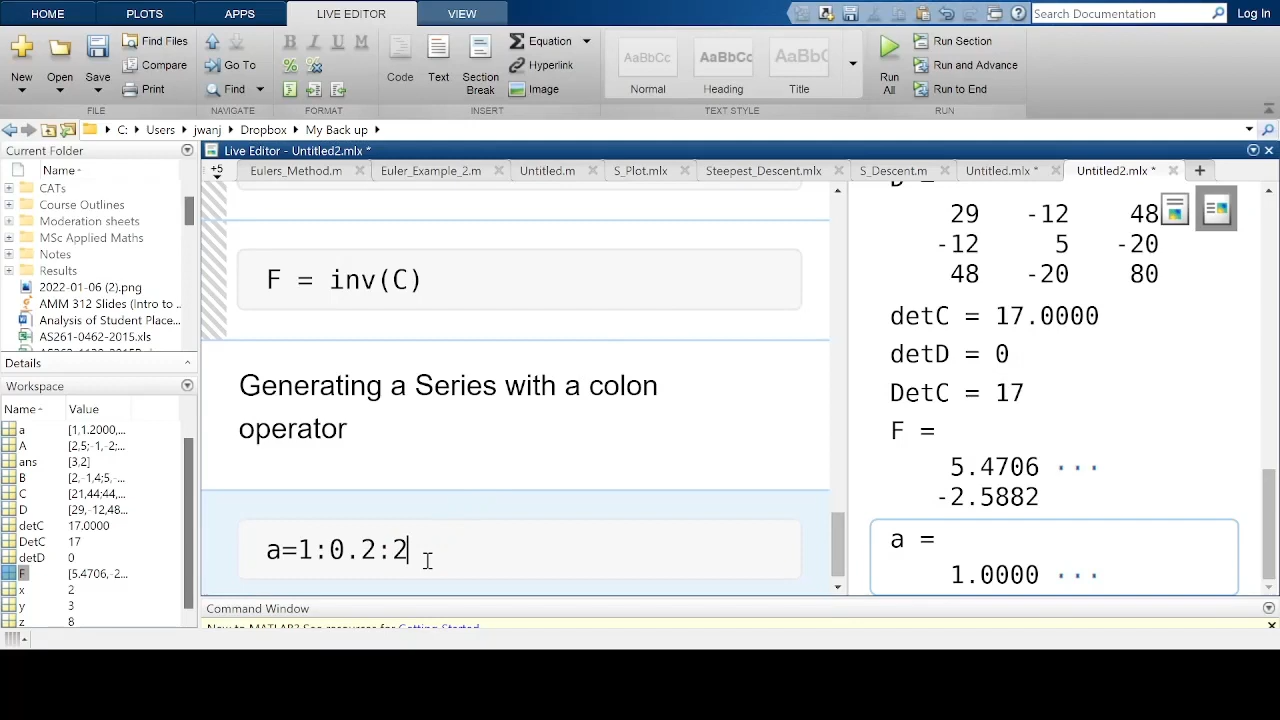 HOME PLOTS APPS LIVE EDITOR VIEW Search Documentation Log In
New Open Save Find Files Compare Print
FILE
Go To Find
NAVIGATE
B I U M
FORMAT
Code Text Section Break Equation Hyperlink Image
INSERT
AaBbCc Normal AaBbCc Heading AaBbC Title
TEXT STYLE
Run All Run Section Run and Advance Run to End
RUN
C: Users jwanj Dropbox My Back up
Current Folder
Name
CATs
Course Outlines
Moderation sheets
MSc Applied Maths
Notes
Results
2022-01-06 (2).png
AMM 312 Slides (Intro to ...
Analysis of Student Place...
AS261-0462-2015.xls
Details
Workspace
Name Value
a [1,1.2000,...
A [2,5;-1,-2;...
ans [3,2]
B [2,-1,4;5,...
C [21,44;44,...
D [29,-12,48...
detC 17.0000
DetC 17
detD 0
F [5.4706,-2...
x 2
y 3
z 8
Live Editor - Untitled2.mlx *
+5 Eulers_Method.m Euler_Example_2... Untitled.m S_Plot.mlx Steepest_Descent.mlx S_Descent.m Untitled.mlx * Untitled2.mlx * +
F = inv(C)
Generating a Series with a colon
operator
a=1:0.2:2
29 -12 48
-12 5 -20
48 -20 80
detC = 17.0000
detD = 0
DetC = 17
F =
5.4706 ...
-2.5882
a =
1.0000 ...
Command Window
New to MATLAB? See resources for Getting Started.